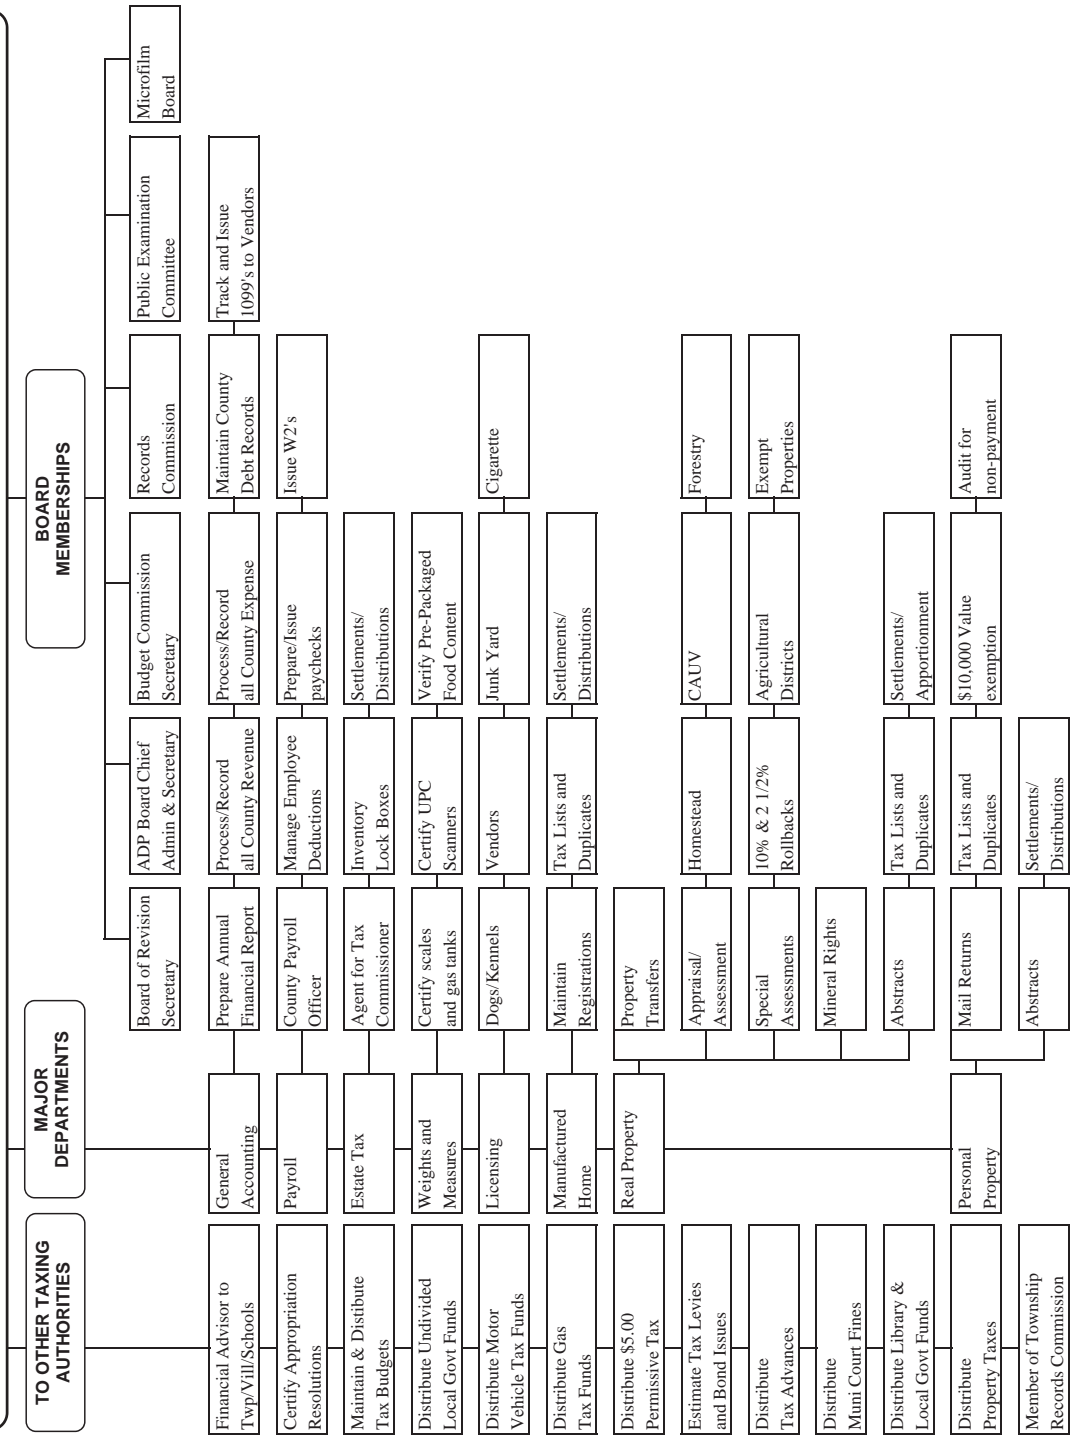 TO OTHER TAXING
AUTHORITIES
Financial Advisor to
Twp/Vill/Schools
Certify Appropriation
Resolutions
Maintain & Distibute
Tax Budgets
Distribute Undivided
Local Govt Funds
Distribute Motor
Vehicle Tax Funds
Distribute Gas
Tax Funds
Distribute $5.00
Permissive Tax
Estimate Tax Levies
and Bond Issues
Distribute
Tax Advances
Distribute
Muni Court Fines
Distribute Library &
Local Govt Funds
Distribute
Property Taxes
Member of Township
Records Commission
MAJOR
DEPARTMENTS
General
Accounting
Prepare Annual
Financial Report
Process/Record
all County Revenue
Process/Record
all County Expense
Maintain County
Debt Records
Track and Issue
1099's to Vendors
Payroll
County Payroll
Officer
Manage Employee
Deductions
Prepare/Issue
paychecks
Issue W2's
Estate Tax
Agent for Tax
Commissioner
Inventory
Lock Boxes
Settlements/
Distributions
Weights and
Measures
Certify scales
and gas tanks
Certify UPC
Scanners
Verify Pre-Packaged
Food Content
Licensing
Dogs/Kennels
Vendors
Junk Yard
Cigarette
Manufactured
Home
Maintain
Registrations
Tax Lists and
Duplicates
Settlements/
Distributions
Real Property
Property
Transfers
Appraisal/
Assessment
Homestead
CAUV
Forestry
Special
Assessments
10% & 2 1/2%
Rollbacks
Agricultural
Districts
Exempt
Properties
Mineral Rights
Abstracts
Tax Lists and
Duplicates
Settlements/
Apportionment
Personal
Property
Mail Returns
Tax Lists and
Duplicates
$10,000 Value
exemption
Audit for
non-payment
Abstracts
Settlements/
Distributions
BOARD
MEMBERSHIPS
Board of Revision
Secretary
ADP Board Chief
Admin & Secretary
Budget Commission
Secretary
Records
Commission
Public Examination
Committee
Microfilm
Board